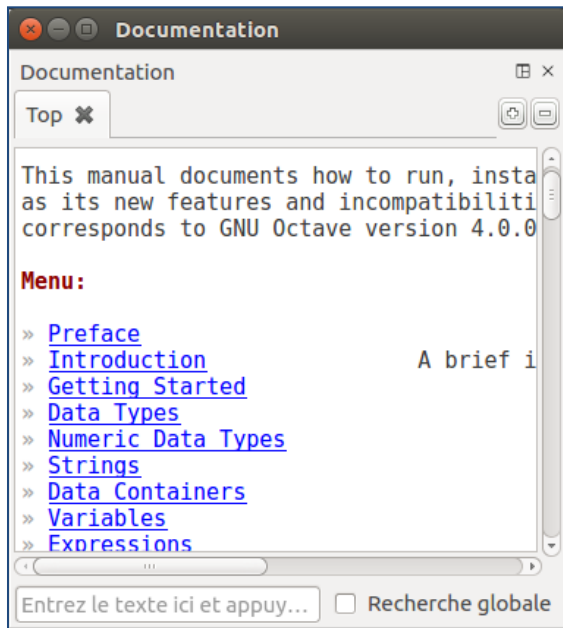 Documentation
Documentation
Top
This manual documents how to run, insta
as its new features and incompatibiliti
corresponds to GNU Octave version 4.0.0
Menu:
» Preface
» Introduction A brief i
» Getting Started
» Data Types
» Numeric Data Types
» Strings
» Data Containers
» Variables
» Expressions
Entrez le texte ici et appuy... Recherche globale